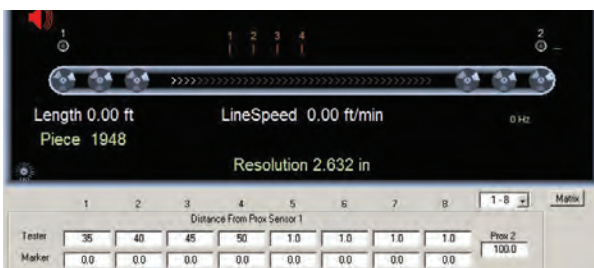 1 2
1 2 3 4
Length 0.00 ft LineSpeed 0.00 ft/min 0 Hz
Piece 1948
Resolution 2.632 in
1 2 3 4 5 6 7 8 1 - 8 Matrix
Distance From Prox Sensor 1
Tester 35 40 45 50 1.0 1.0 1.0 1.0 Prox 2
100.0
Marker 0.0 0.0 0.0 0.0 0.0 0.0 0.0 0.0